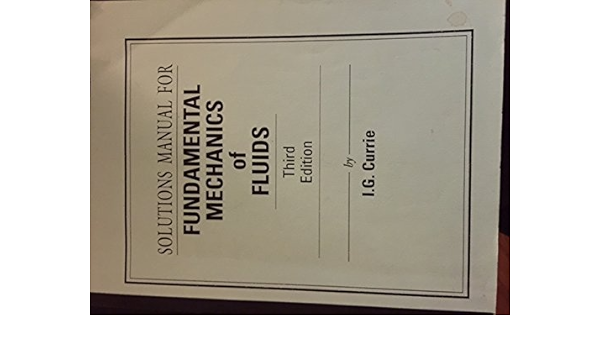 SOLUTIONS MANUAL FOR
FUNDAMENTAL
MECHANICS
of
FLUIDS
Third
Edition
by
I.G. Currie